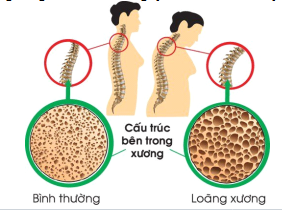 Cấu trúc
bên trong
xương
Bình thường
Loãng xương